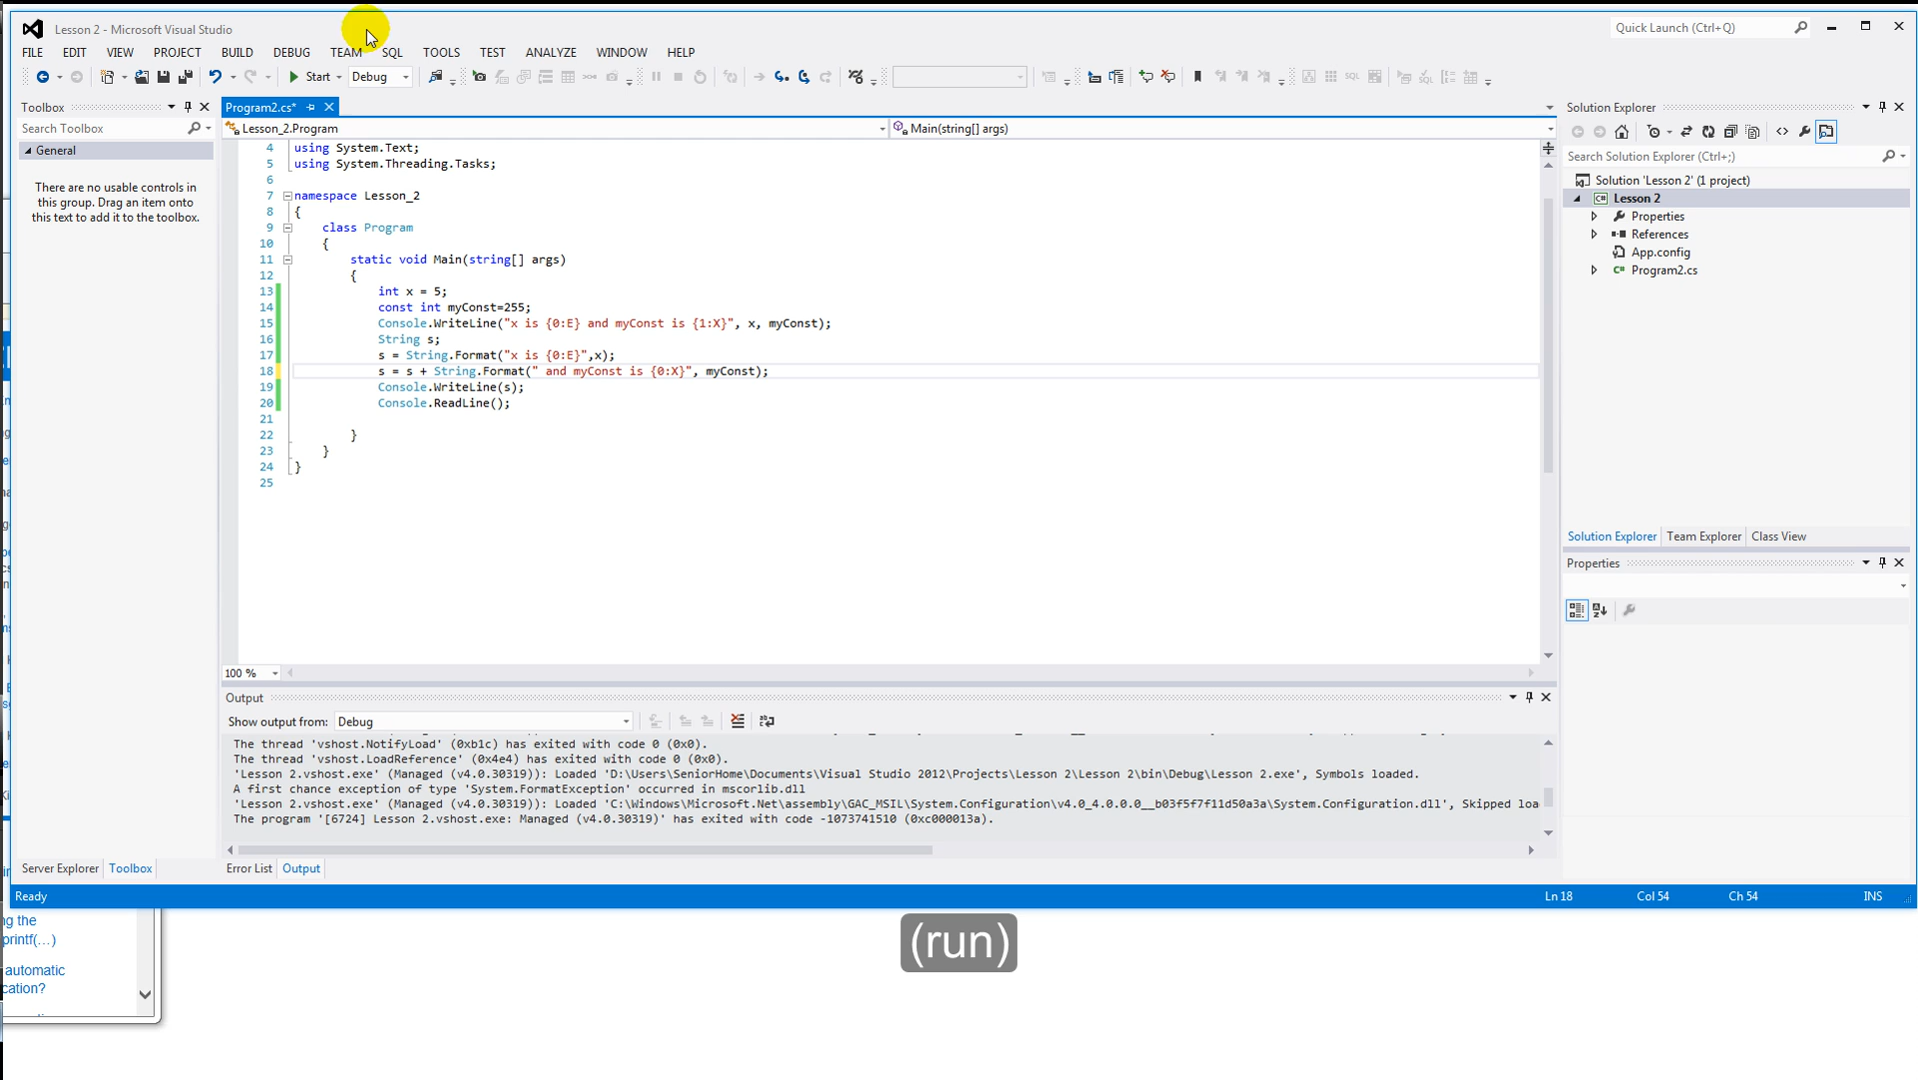 Lesson 2 - Microsoft Visual Studio
Quick Launch (Ctrl+Q)
FILE EDIT VIEW PROJECT BUILD DEBUG TEAM SQL TOOLS TEST ANALYZE WINDOW HELP
Start Debug
Toolbox
Search Toolbox
General
There are no usable controls in
this group. Drag an item onto
this text to add it to the toolbox.
Server Explorer Toolbox
Program2.cs*
Lesson_2.Program Main(string[] args)
4 using System.Text;
5 using System.Threading.Tasks;
6
7 namespace Lesson_2
8 {
9 class Program
10 {
11 static void Main(string[] args)
12 {
13 int x = 5;
14 const int myConst=255;
15 Console.WriteLine("x is {0:E} and myConst is {1:X}", x, myConst);
16 String s;
17 s = String.Format("x is {0:E}",x);
18 s = s + String.Format(" and myConst is {0:X}", myConst);
19 Console.WriteLine(s);
20 Console.ReadLine();
21
22 }
23 }
24 }
25
100 %
Output
Show output from: Debug
The thread 'vshost.NotifyLoad' (0xb1c) has exited with code 0 (0x0).
The thread 'vshost.LoadReference' (0x4e4) has exited with code 0 (0x0).
'Lesson 2.vshost.exe' (Managed (v4.0.30319)): Loaded 'D:\Users\SeniorHome\Documents\Visual Studio 2012\Projects\Lesson 2\Lesson 2\bin\Debug\Lesson 2.exe', Symbols loaded.
A first chance exception of type 'System.FormatException' occurred in mscorlib.dll
'Lesson 2.vshost.exe' (Managed (v4.0.30319)): Loaded 'C:\Windows\Microsoft.Net\assembly\GAC_MSIL\System.Configuration\v4.0_4.0.0.0__b03f5f7f11d50a3a\System.Configuration.dll', Skipped loa
The program '[6724] Lesson 2.vshost.exe: Managed (v4.0.30319)' has exited with code -1073741510 (0xc000013a).
Error List Output
Solution Explorer
Search Solution Explorer (Ctrl+;)
Solution 'Lesson 2' (1 project)
Lesson 2
Properties
References
App.config
Program2.cs
Solution Explorer Team Explorer Class View
Properties
Ready Ln 18 Col 54 Ch 54 INS
ng the
printf(...)
automatic
cation?
(run)